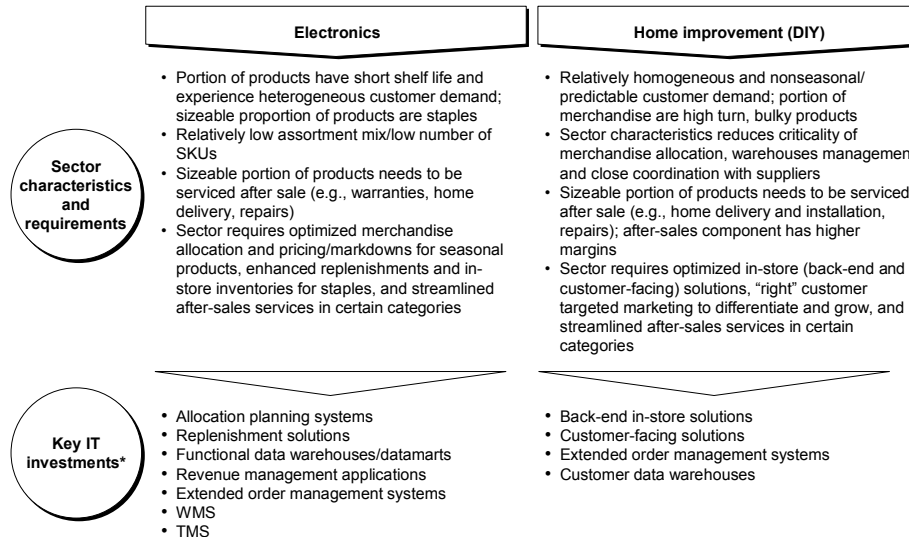 Electronics
Home improvement (DIY)
Sector
characteristics
and
requirements
• Portion of products have short shelf life and
experience heterogeneous customer demand;
sizeable proportion of products are staples
• Relatively low assortment mix/low number of
SKUs
• Sizeable portion of products needs to be
serviced after sale (e.g., warranties, home
delivery, repairs)
• Sector requires optimized merchandise
allocation and pricing/markdowns for seasonal
products, enhanced replenishments and in-
store inventories for staples, and streamlined
after-sales services in certain categories
• Relatively homogeneous and nonseasonal/
predictable customer demand; portion of
merchandise are high turn, bulky products
• Sector characteristics reduces criticality of
merchandise allocation, warehouses management
and close coordination with suppliers
• Sizeable portion of products needs to be serviced
after sale (e.g., home delivery and installation,
repairs); after-sales component has higher
margins
• Sector requires optimized in-store (back-end and
customer-facing) solutions, “right” customer
targeted marketing to differentiate and grow, and
streamlined after-sales services in certain
categories
Key IT
investments*
• Allocation planning systems
• Replenishment solutions
• Functional data warehouses/datamarts
• Revenue management applications
• Extended order management systems
• WMS
• TMS
• Back-end in-store solutions
• Customer-facing solutions
• Extended order management systems
• Customer data warehouses